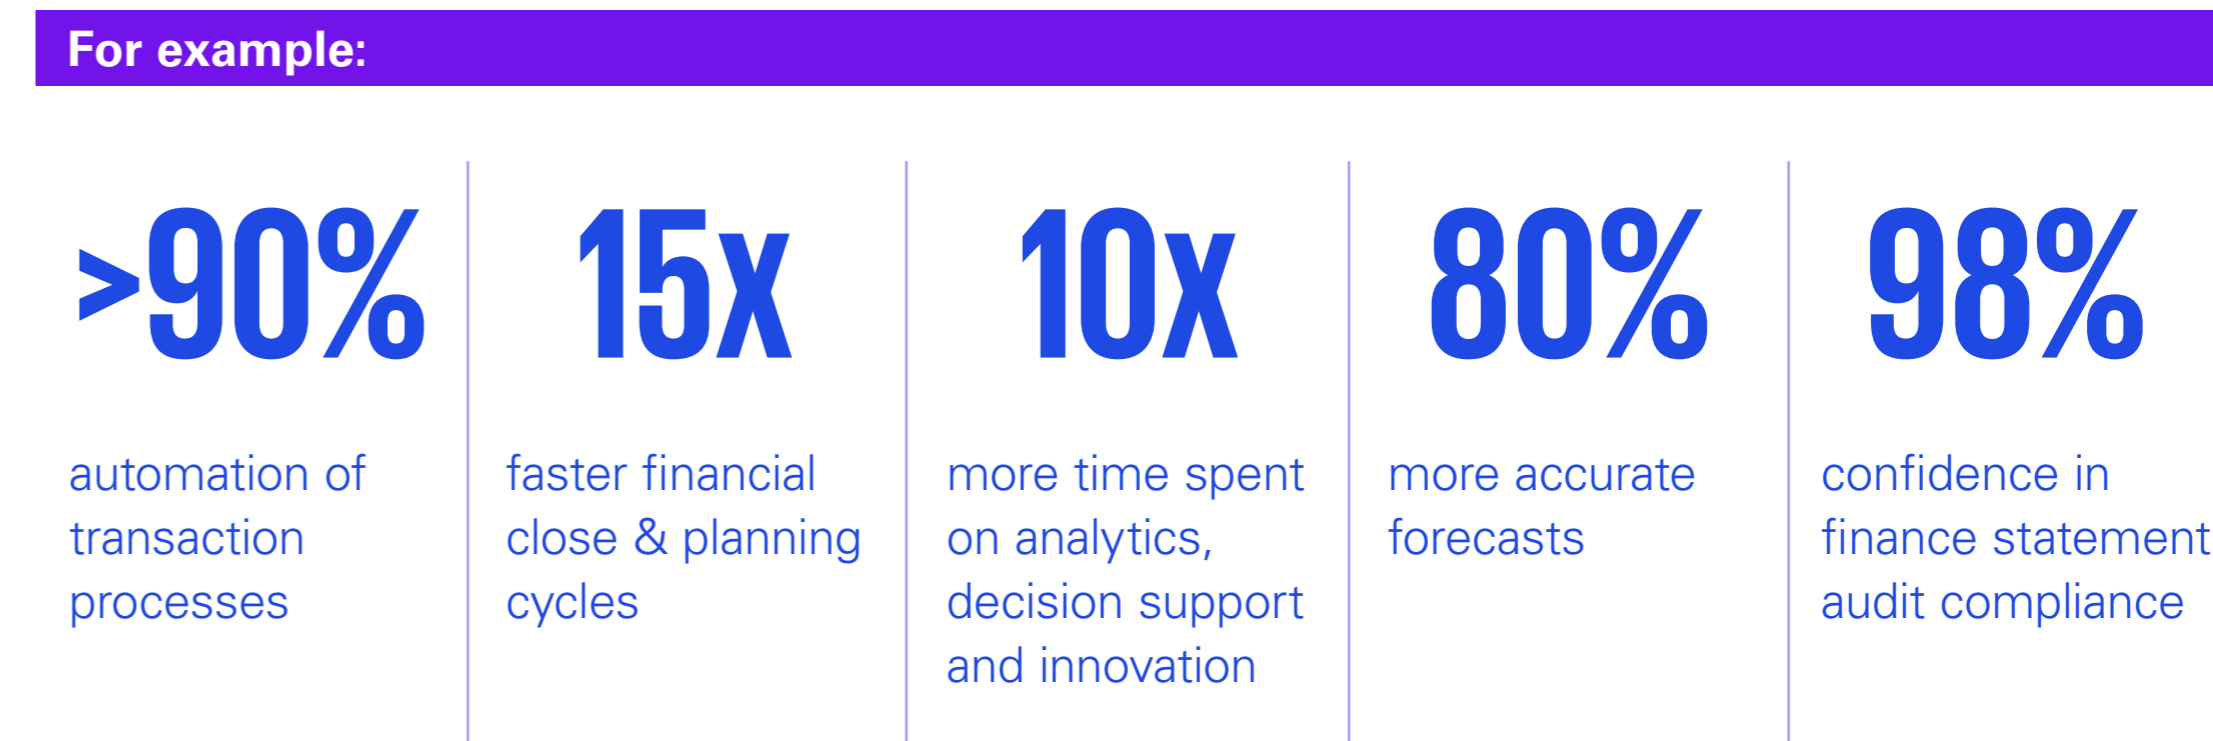 For example:
>90%
automation of
transaction
processes
15x
faster financial
close & planning
cycles
10x
more time spent
on analytics,
decision support
and innovation
80%
more accurate
forecasts
98%
confidence in
finance statement
audit compliance